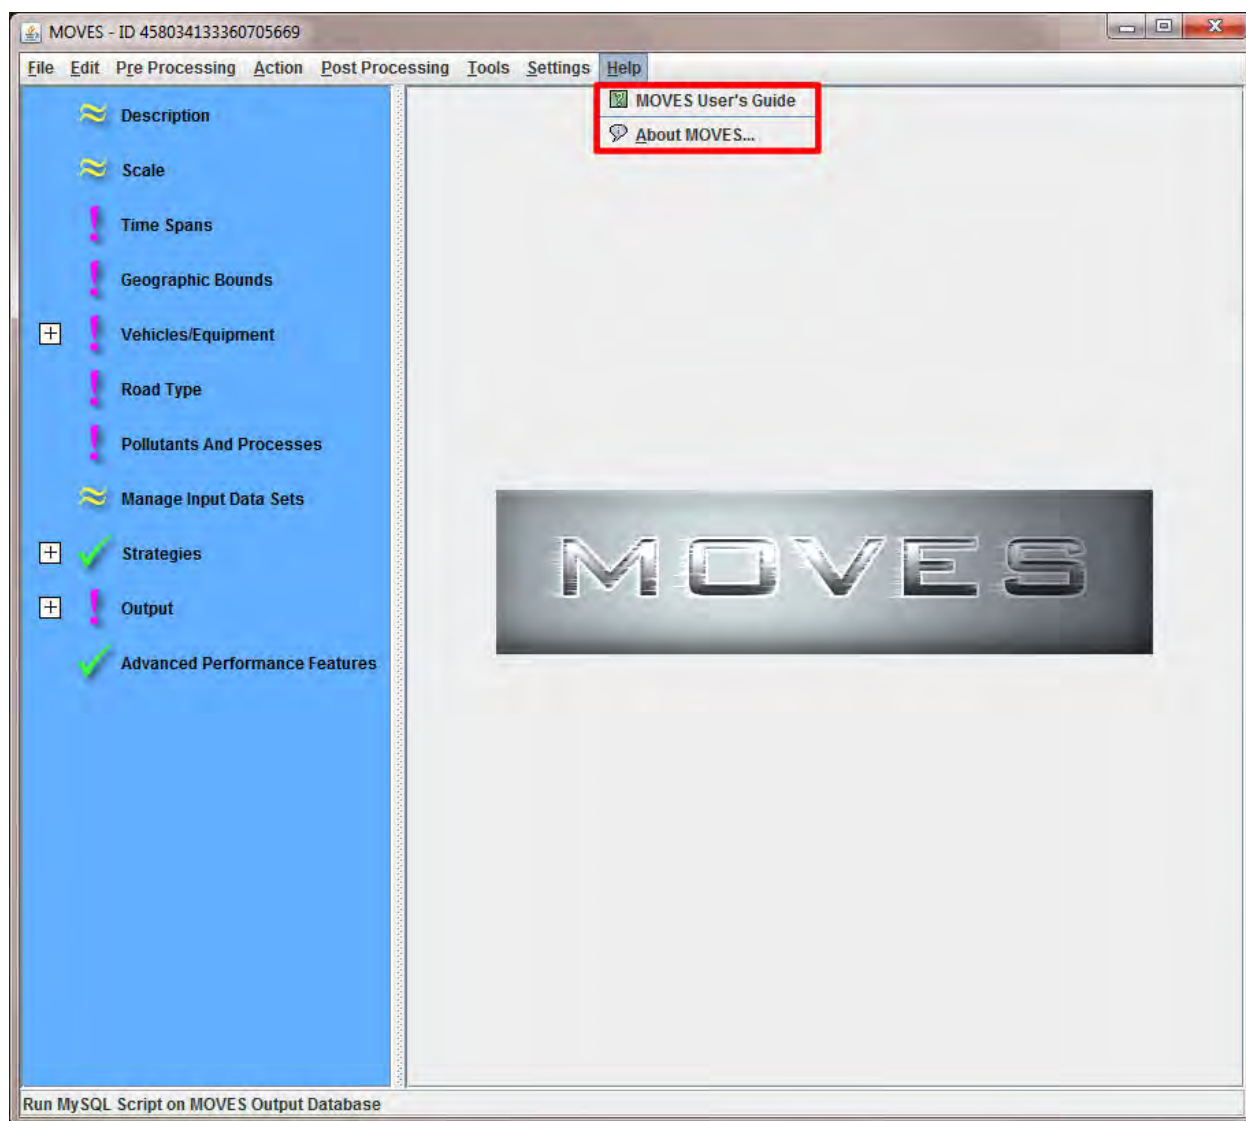 MOVES - ID 458034133360705669
File Edit Pre Processing Action Post Processing Tools Settings Help
MOVES User's Guide
About MOVES...
Description
Scale
Time Spans
Geographic Bounds
Vehicles/Equipment
Road Type
Pollutants And Processes
Manage Input Data Sets
Strategies
Output
Advanced Performance Features
MOVES
Run MySQL Script on MOVES Output Database